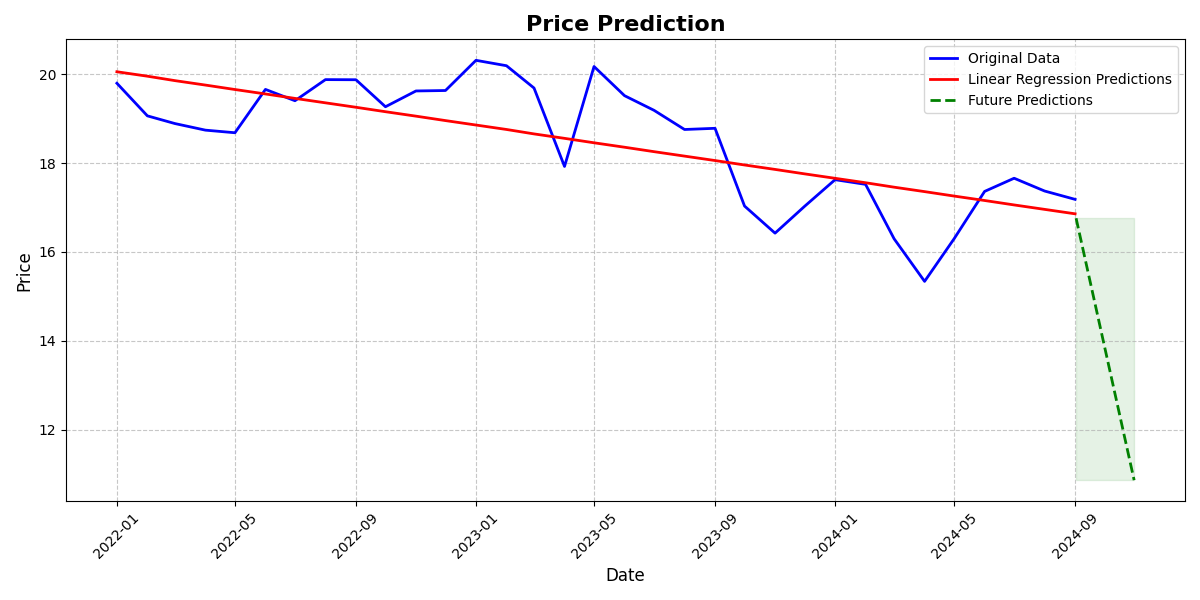 Price Prediction
Original Data
Linear Regression Predictions
Future Predictions
Price
20
18
16
14
12
2022-01
2022-05
2022-09
2023-01
2023-05
2023-09
2024-01
2024-05
2024-09
Date